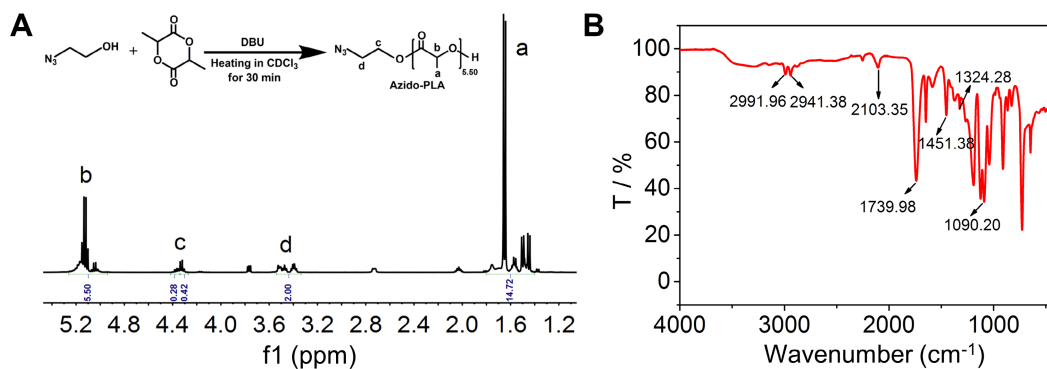 A
N3
OH
+
O
O
O
O
DBU
Heating in CDCl3
for 30 min
N3
d
c
O
O
b
a
O
H
5.50
Azido-PLA
a
b
c
d
5.50
0.28
0.42
2.00
14.72
5.2 4.8 4.4 4.0 3.6 3.2 2.8 2.4 2.0 1.6 1.2
f1 (ppm)
B
100
80
60
40
20
0
T / %
2991.96
2941.38
2103.35
1324.28
1451.38
1739.98
1090.20
4000 3000 2000 1000
Wavenumber (cm-1)